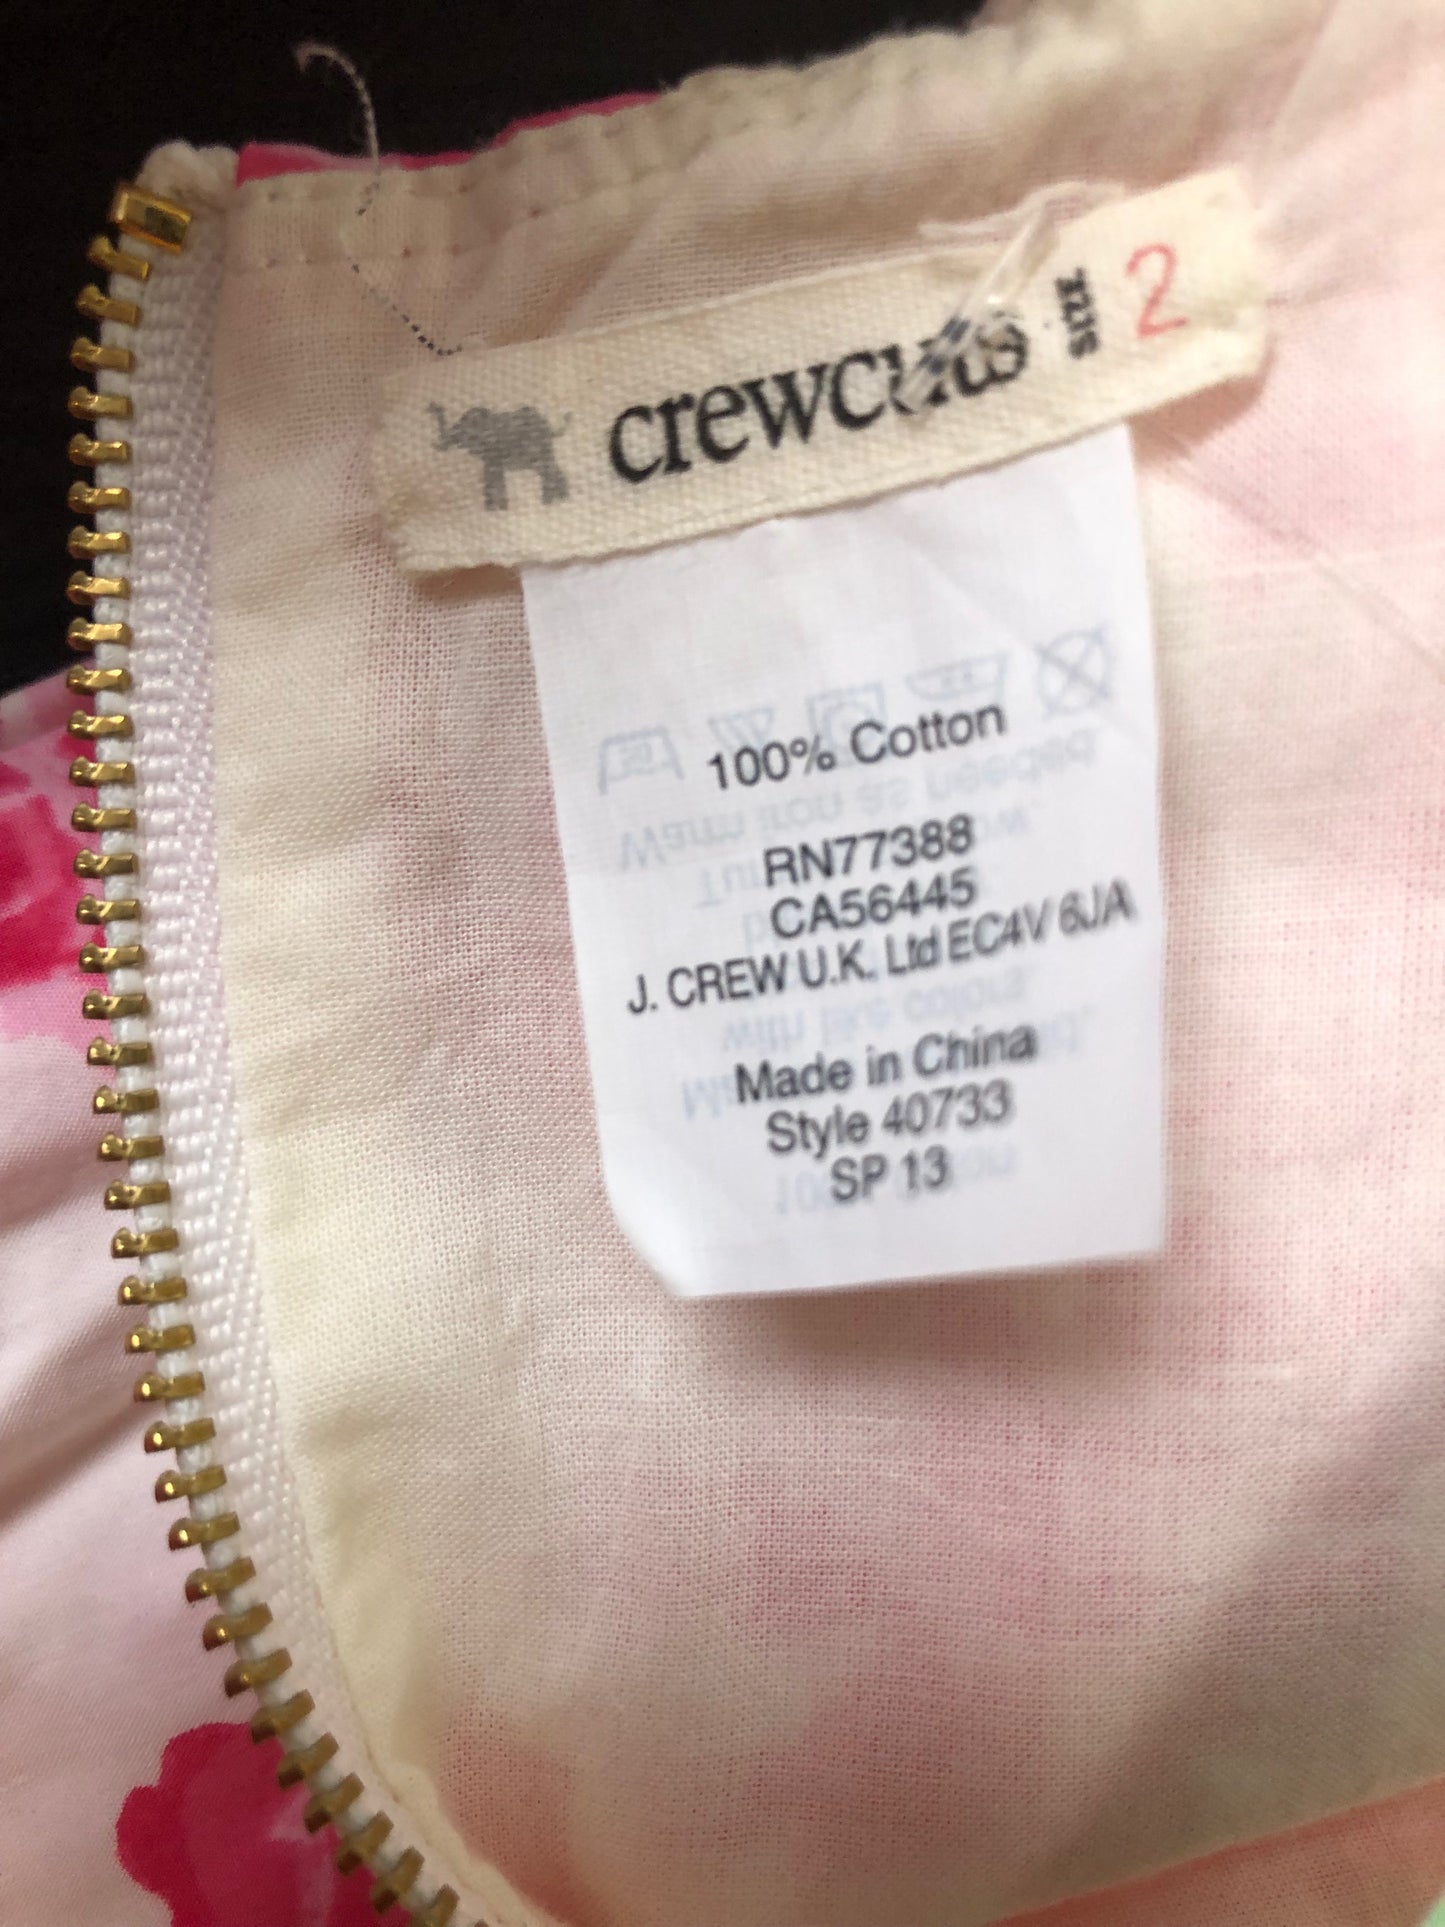 crewcuts SIZE 2
100% Cotton
RN77388
CA56445
J. CREW U.K. Ltd EC4V 6JA
Made in China
Style 40733
SP 13